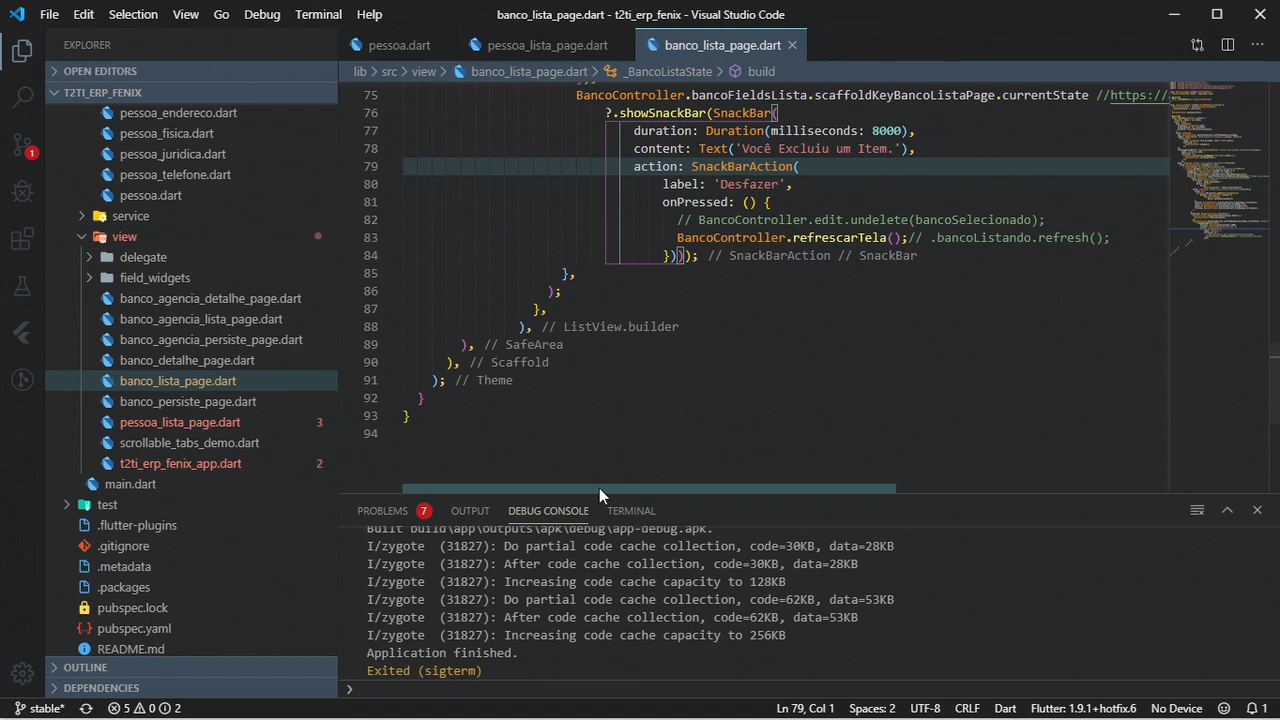 File Edit Selection View Go Debug Terminal Help banco_lista_page.dart - t2ti_erp_fenix - Visual Studio Code
EXPLORER
OPEN EDITORS
T2TI_ERP_FENIX
pessoa_endereco.dart
pessoa_fisica.dart
pessoa_juridica.dart
pessoa_telefone.dart
pessoa.dart
service
view
delegate
field_widgets
banco_agencia_detalhe_page.dart
banco_agencia_lista_page.dart
banco_agencia_persiste_page.dart
banco_detalhe_page.dart
banco_lista_page.dart
banco_persiste_page.dart
pessoa_lista_page.dart 3
scrollable_tabs_demo.dart
t2ti_erp_fenix_app.dart 2
main.dart
test
.flutter-plugins
.gitignore
.metadata
.packages
pubspec.lock
pubspec.yaml
README.md
OUTLINE
DEPENDENCIES
1
pessoa.dart pessoa_lista_page.dart banco_lista_page.dart
lib > src > view > banco_lista_page.dart > _BancoListaState > build
75 BancoController.bancoFieldsLista.scaffoldKeyBancoListaPage.currentState //https://
76 ?.showSnackBar(SnackBar(
77 duration: Duration(milliseconds: 8000),
78 content: Text('Você Excluiu um Item.'),
79 action: SnackBarAction(
80 label: 'Desfazer',
81 onPressed: () {
82 // BancoController.edit.undelete(bancoSelecionado);
83 BancoController.refrescarTela();// .bancoListando.refresh();
84 }))); // SnackBarAction // SnackBar
85 },
86 );
87 },
88 ), // ListView.builder
89 ), // SafeArea
90 ), // Scaffold
91 ); // Theme
92 }
93 }
94
PROBLEMS 7 OUTPUT DEBUG CONSOLE TERMINAL
Built build\app\outputs\apk\debug\app-debug.apk.
I/zygote (31827): Do partial code cache collection, code=30KB, data=28KB
I/zygote (31827): After code cache collection, code=30KB, data=28KB
I/zygote (31827): Increasing code cache capacity to 128KB
I/zygote (31827): Do partial code cache collection, code=62KB, data=53KB
I/zygote (31827): After code cache collection, code=62KB, data=53KB
I/zygote (31827): Increasing code cache capacity to 256KB
Application finished.
Exited (sigterm)
stable* 5 0 2 Ln 79, Col 1 Spaces: 2 UTF-8 CRLF Dart Flutter: 1.9.1+hotfix.6 No Device 1